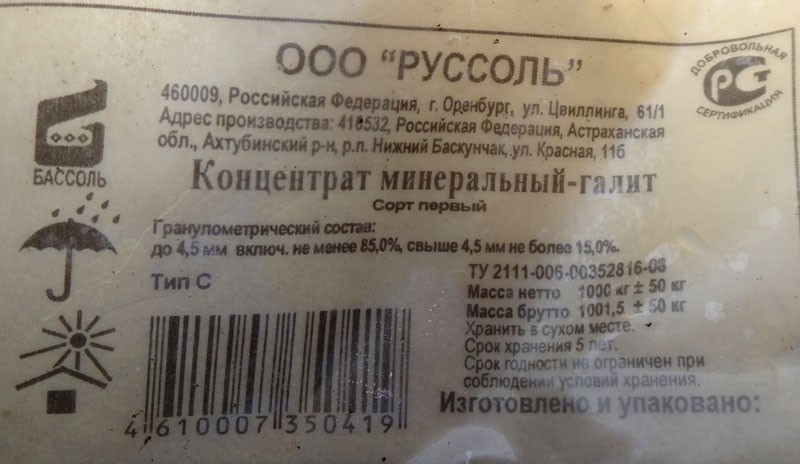 ООО “РУССОЛЬ”
ДОБРОВОЛЬНАЯ
РСТ
СЕРТИФИКАЦИЯ
460009, Российская Федерация, г. Оренбург, ул. Цвиллинга, 61/1
Адрес производства: 416532, Российская Федерация, Астраханская
обл., Ахтубинский р-н, р.п. Нижний Баскунчак, ул. Красная, 11б
БАССОЛЬ
Концентрат минеральный-галит
Сорт первый
Гранулометрический состав:
до 4,5 мм включ. не менее 85,0%, свыше 4,5 мм не более 15,0%.
Тип С
ТУ 2111-006-00352816-08
Масса нетто 1000 кг ± 50 кг
Масса брутто 1001,5 ± 50 кг
Хранить в сухом месте.
Срок хранения 5 лет.
Срок годности не ограничен при
соблюдении условий хранения.
Изготовлено и упаковано:
4 610007 350419